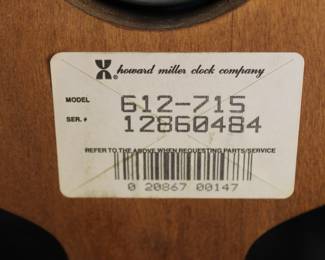 howard miller clock company
MODEL 612-715
SER. # 12860484
REFER TO THE ABOVE WHEN REQUESTING PARTS/SERVICE
0 20867 00147